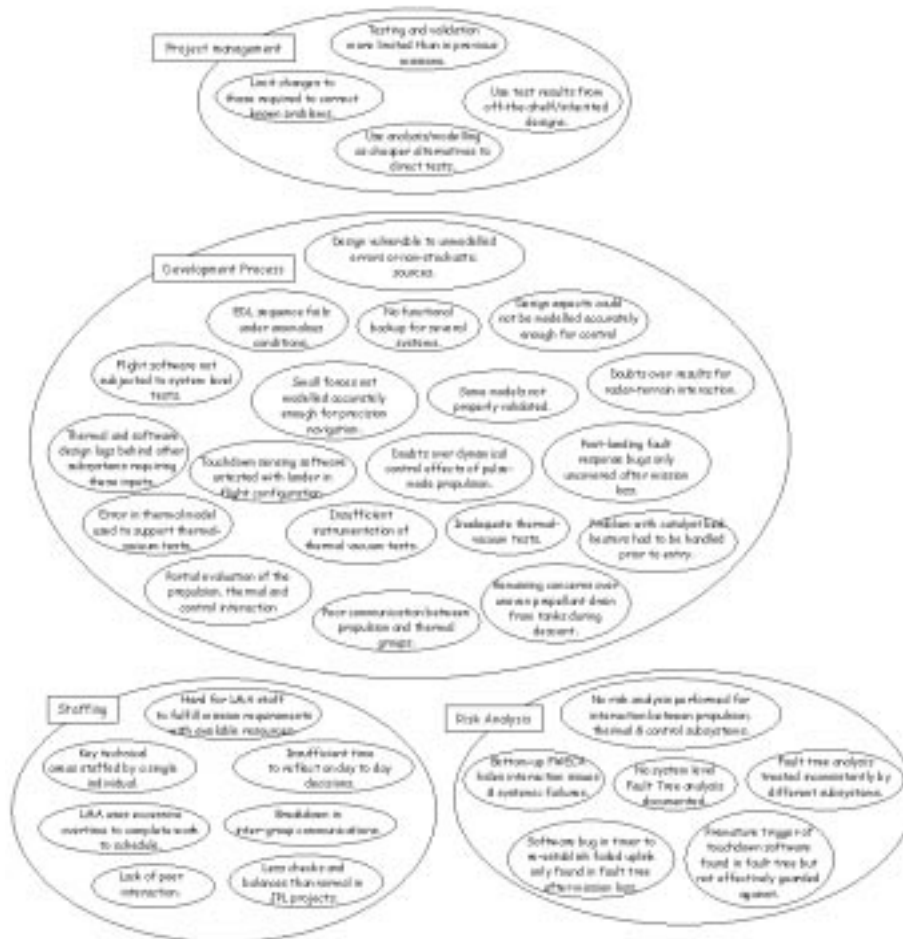 Project management
Testing and validation
more limited than in previous
missions.
Limit changes to
those required to correct
known problems.
Use test results from
off-the-shelf/inherited
designs.
Use analysis/modelling
as cheaper alternatives to
direct tests.
Development Process
Design vulnerable to unmodelled
errors or non-stochastic
sources.
EDL sequence fails
under anomalous
conditions.
No functional
backup for several
systems.
Design aspects could
not be modelled accurately
enough for control
Flight software not
subjected to system level
tests.
Small forces not
modelled accurately
enough for precision
navigation.
Some models not
properly validated.
Doubts over results for
radar-terrain interaction.
Thermal and software
design lags behind other
subsystems requiring
those inputs.
Touchdown sensing software
untested with lander in
flight configuration
Doubts over dynamical
control effects of pulse-
mode propulsion.
Post-landing fault
response bugs only
uncovered after mission
loss.
Error in thermal model
used to support thermal-
vacuum tests.
Insufficient
instrumentation of
thermal vacuum tests.
Inadequate thermal-
vacuum tests.
Problem with catalyst bed
heaters had to be handled
prior to entry.
Partial evaluation of the
propulsion, thermal and
control interaction
Poor communication between
propulsion and thermal
groups.
Remaining concerns over
uneven propellant drain
from tanks during
descent.
Staffing
Hard for LMA staff
to fulfill mission requirements
with available resources.
Key technical
areas staffed by a single
individual.
Insufficient time
to reflect on day to day
decisions.
LMA uses excessive
overtime to complete work
to schedule.
Breakdown in
inter-group communications.
Lack of peer
interaction.
Less checks and
balances than normal in
JPL projects.
Risk Analysis
No risk analysis performed for
interaction between propulsion,
thermal & control subsystems.
Bottom-up FMECA
hides interaction issues
& systemic failures.
No system level
Fault Tree analysis
documented.
Fault tree analysis
treated inconsistently by
different subsystems.
Software bug in timer to
re-establish failed uplink
only found in fault tree
after mission loss.
Premature trigger of
touchdown software
found in fault tree but
not effectively guarded
against.